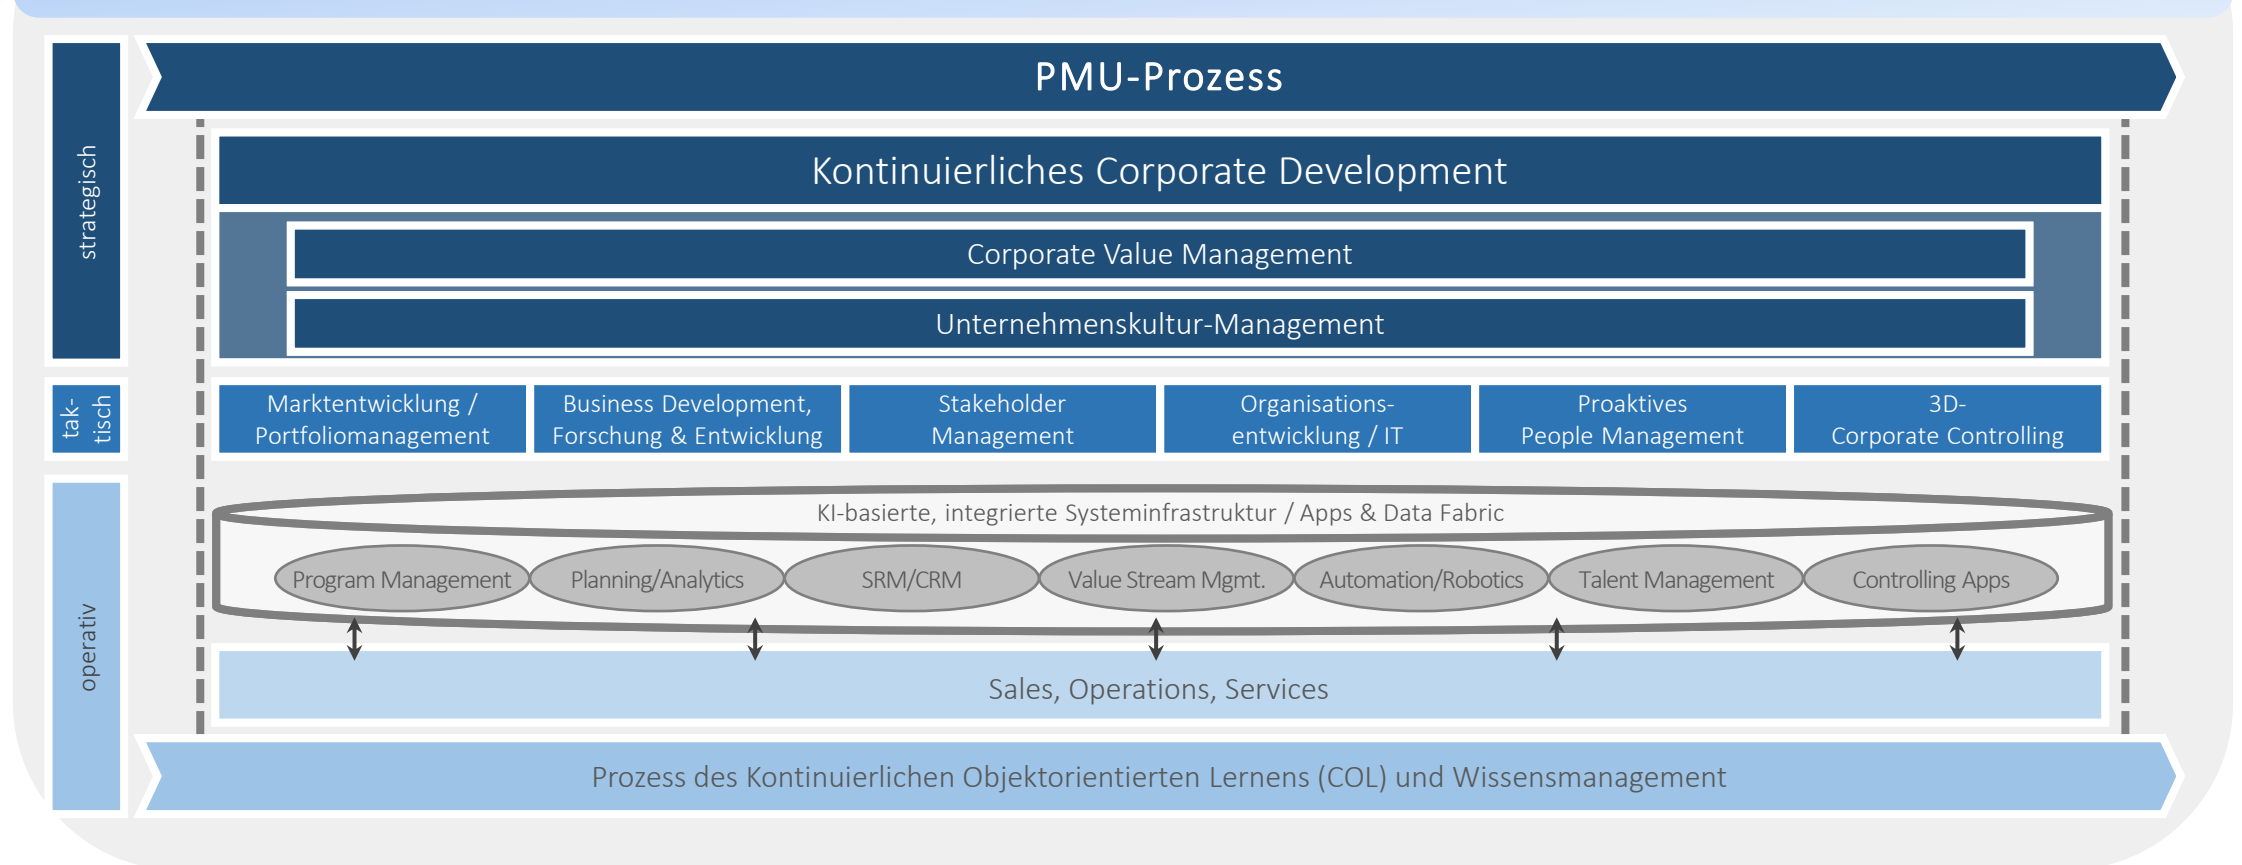 PMU-Prozess
strategisch
Kontinuierliches Corporate Development
Corporate Value Management
Unternehmenskultur-Management
tak-
tisch
Marktentwicklung /
Portfoliomanagement
Business Development,
Forschung & Entwicklung
Stakeholder
Management
Organisations-
entwicklung / IT
Proaktives
People Management
3D-
Corporate Controlling
operativ
KI-basierte, integrierte Systeminfrastruktur / Apps & Data Fabric
Program Management
Planning/Analytics
SRM/CRM
Value Stream Mgmt.
Automation/Robotics
Talent Management
Controlling Apps
Sales, Operations, Services
Prozess des Kontinuierlichen Objektorientierten Lernens (COL) und Wissensmanagement